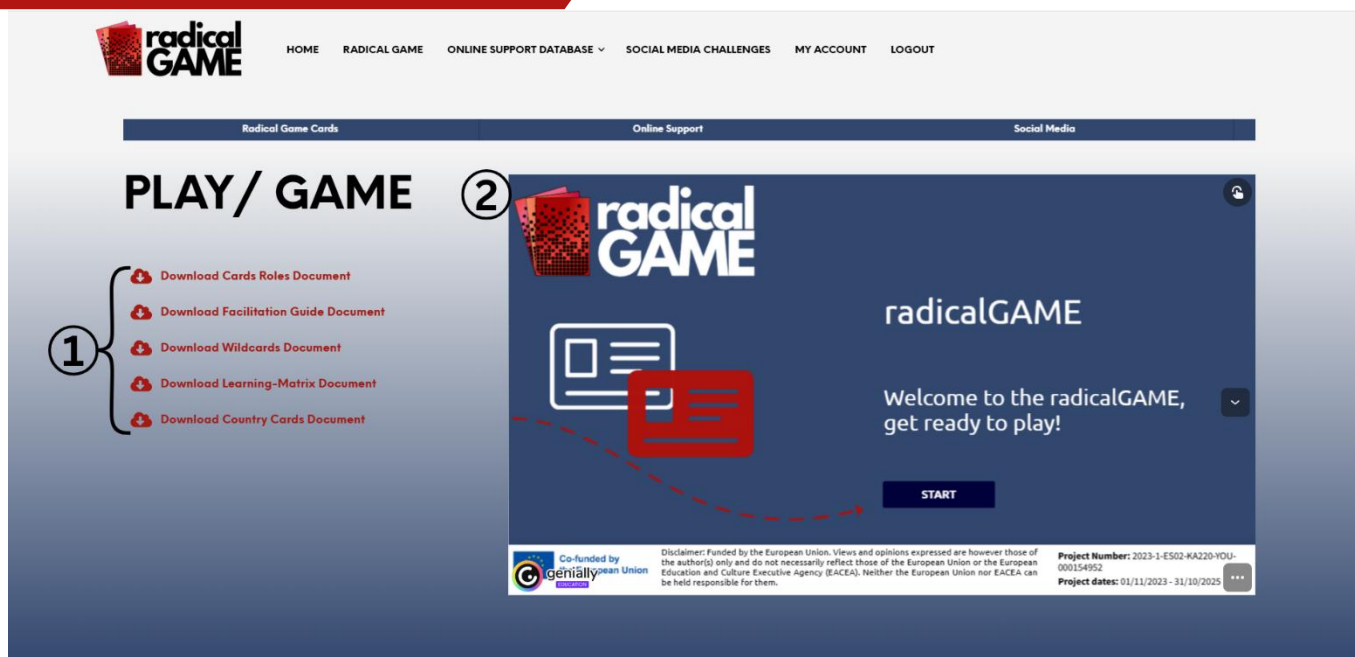 radical
GAME
HOME RADICAL GAME ONLINE SUPPORT DATABASE SOCIAL MEDIA CHALLENGES MY ACCOUNT LOGOUT
Radical Game Cards Online Support Social Media
PLAY/ GAME
1
Download Cards Roles Document
Download Facilitation Guide Document
Download Wildcards Document
Download Learning-Matrix Document
Download Country Cards Document
2
radical
GAME
radicalGAME
Welcome to the radicalGAME,
get ready to play!
START
Co-funded by
European Union
genially
EDUCATION
Disclaimer: Funded by the European Union. Views and opinions expressed are however those of
the author(s) only and do not necessarily reflect those of the European Union or the European
Education and Culture Executive Agency (EACEA). Neither the European Union nor EACEA can
be held responsible for them.
Project Number: 2023-1-ES02-KA220-YOU-
000154952
Project dates: 01/11/2023 - 31/10/2025